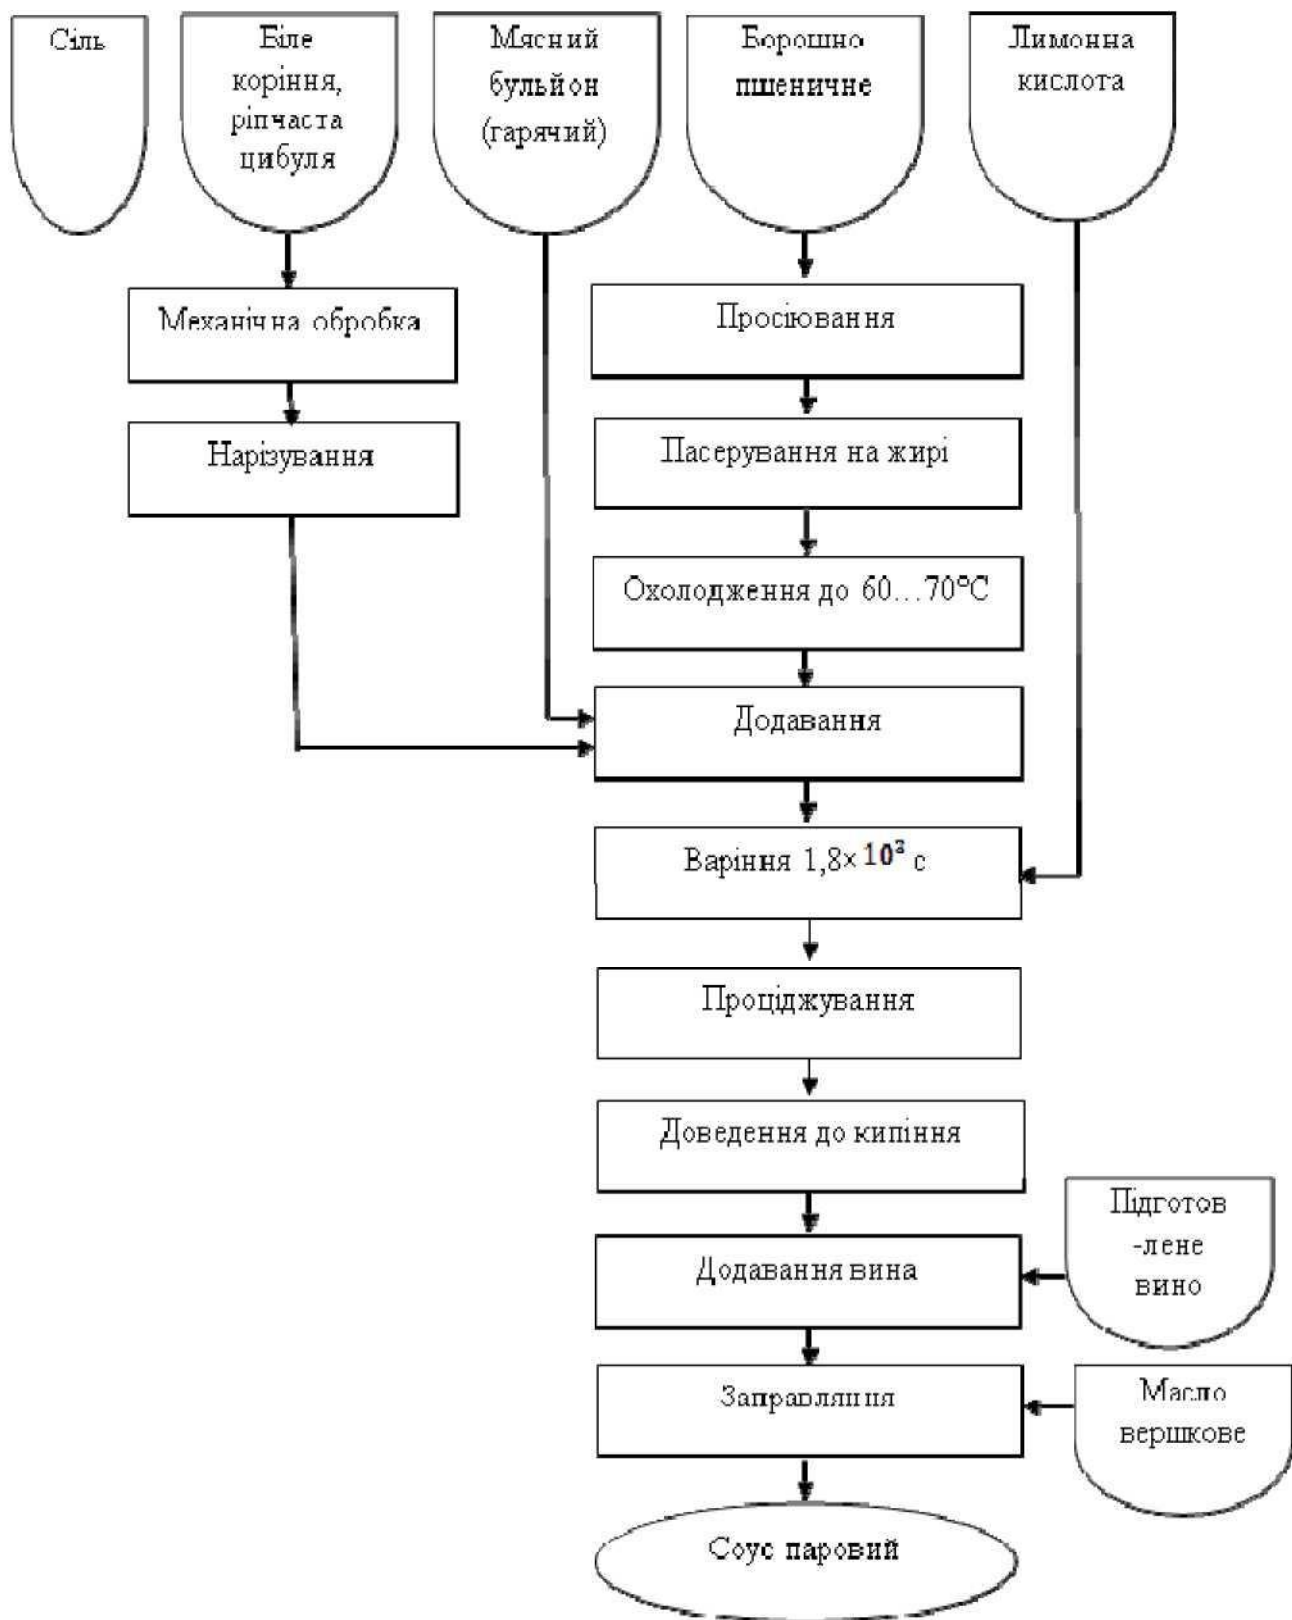 Сіль
Біле
коріння,
ріпчаста
цибуля
Мясний
бульйон
(гарячий)
Борошно
пшеничне
Лимонна
кислота
Механічна обробка
Просіювання
Нарізування
Пасерування на жирі
Охолодження до 60...70°С
Додавання
Варіння 1,8× 10³ с
Проціджування
Доведення до кипіння
Підготов
-лене
вино
Додавання вина
Масло
вершкове
Заправляння
Соус паровий